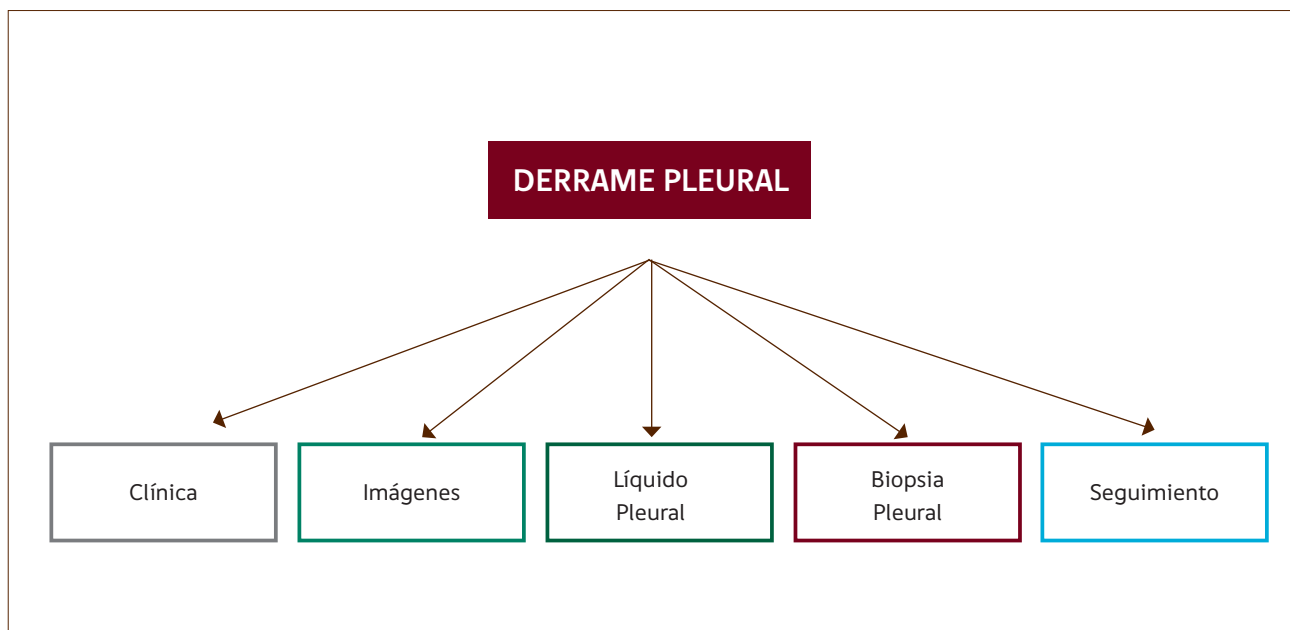 DERRAME PLEURAL
Clínica
Imágenes
Líquido
Pleural
Biopsia
Pleural
Seguimiento